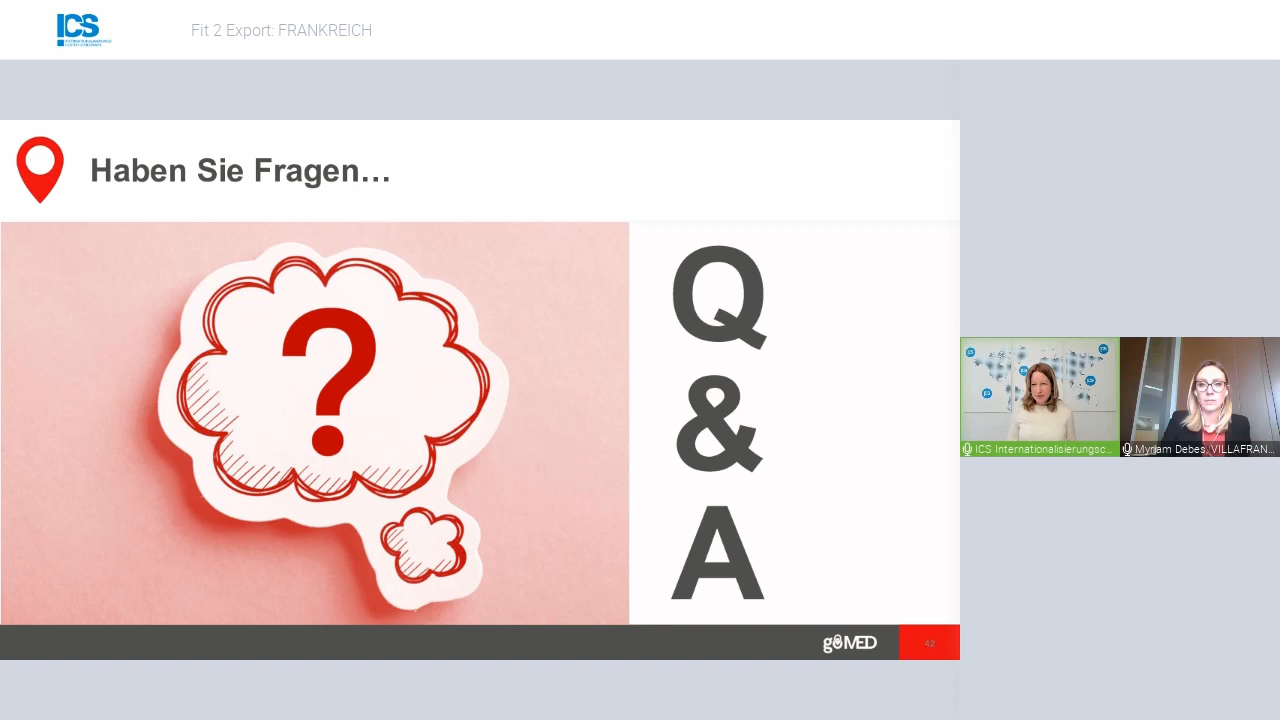 ICS
Fit 2 Export: FRANKREICH
Haben Sie Fragen…
?
Q
&
A
ICS Internationalisierungsc...
Myriam Debes, VILLAFRAN...
goMED
42